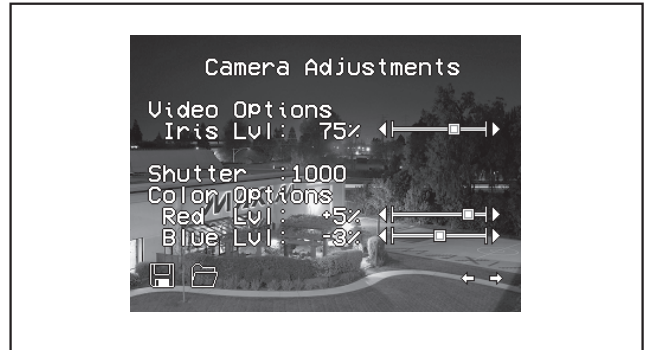 Camera Adjustments
Video Options
Iris Lvl: 75%
Shutter :1000
Color Options
Red Lvl: +5%
Blue Lvl: -3%